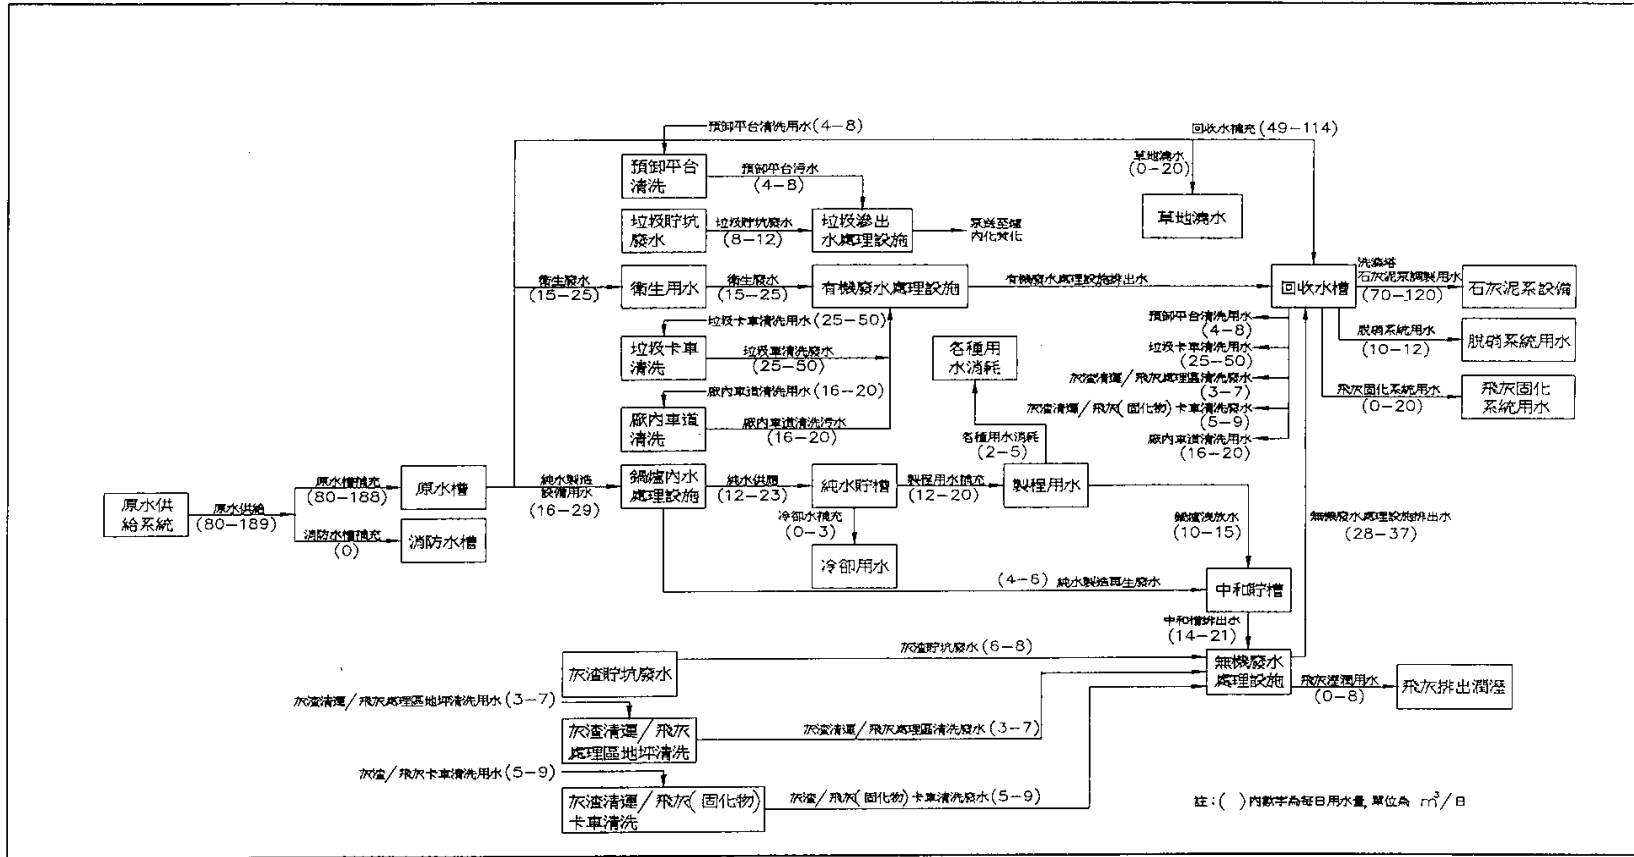 預卸平台清洗用水(4-8)
回收水補充(49-114)
預卸平台
清洗
預卸平台污水
(4-8)
草地澆水
(0-20)
草地澆水
垃圾貯坑
廢水
垃圾貯坑廢水
(8-12)
垃圾滲出
水處理設施
泵送至爐
內化焚化
衛生廢水
(15-25)
衛生用水
衛生廢水
(15-25)
有機廢水處理設施
有機廢水處理設施排出水
回收水槽
洗滌塔
石灰泥泵調製用水
(70-120)
石灰泥系設備
垃圾卡車清洗用水(25-50)
垃圾卡車
清洗
垃圾車清洗廢水
(25-50)
各種用
水消耗
預卸平台清洗用水
(4-8)
垃圾卡車清洗用水
(25-50)
脫硝系統用水
(10-12)
脫硝系統用水
灰渣清運/飛灰處理區清洗廢水
(3-7)
飛灰固化系統用水
(0-20)
飛灰固化
系統用水
廠內車道清洗用水(16-20)
廠內車道
清洗
廠內車道清洗污水
(16-20)
灰渣清運/飛灰(固化物)卡車清洗廢水
(5-9)
廠內車道清洗用水
(16-20)
各種用水消耗
(2-5)
原水供
給系統
原水供給
(80-189)
原水槽補充
(80-188)
原水槽
消防水槽補充
(0)
消防水槽
純水製造
設備用水
(16-29)
鍋爐內水
處理設施
純水供應
(12-23)
純水貯槽
製程用水補充
(12-20)
製程用水
冷卻水補充
(0-3)
冷卻用水
鍋爐洩放水
(10-15)
無機廢水處理設施排出水
(28-37)
(4-6)純水製造再生廢水
中和貯槽
中和槽排出水
(14-21)
灰渣貯坑廢水
灰渣貯坑廢水(6-8)
無機廢水
處理設施
飛灰溼潤用水
(0-8)
飛灰排出潤溼
灰渣清運/飛灰處理區地坪清洗用水(3-7)
灰渣清運/飛灰
處理區地坪清洗
灰渣清運/飛灰處理區清洗廢水(3-7)
灰渣/飛灰卡車清洗用水(5-9)
灰渣清運/飛灰(固化物)
卡車清洗
灰渣/飛灰(固化物)卡車清洗廢水(5-9)
註:( )內數字為每日用水量,單位為 m³/日